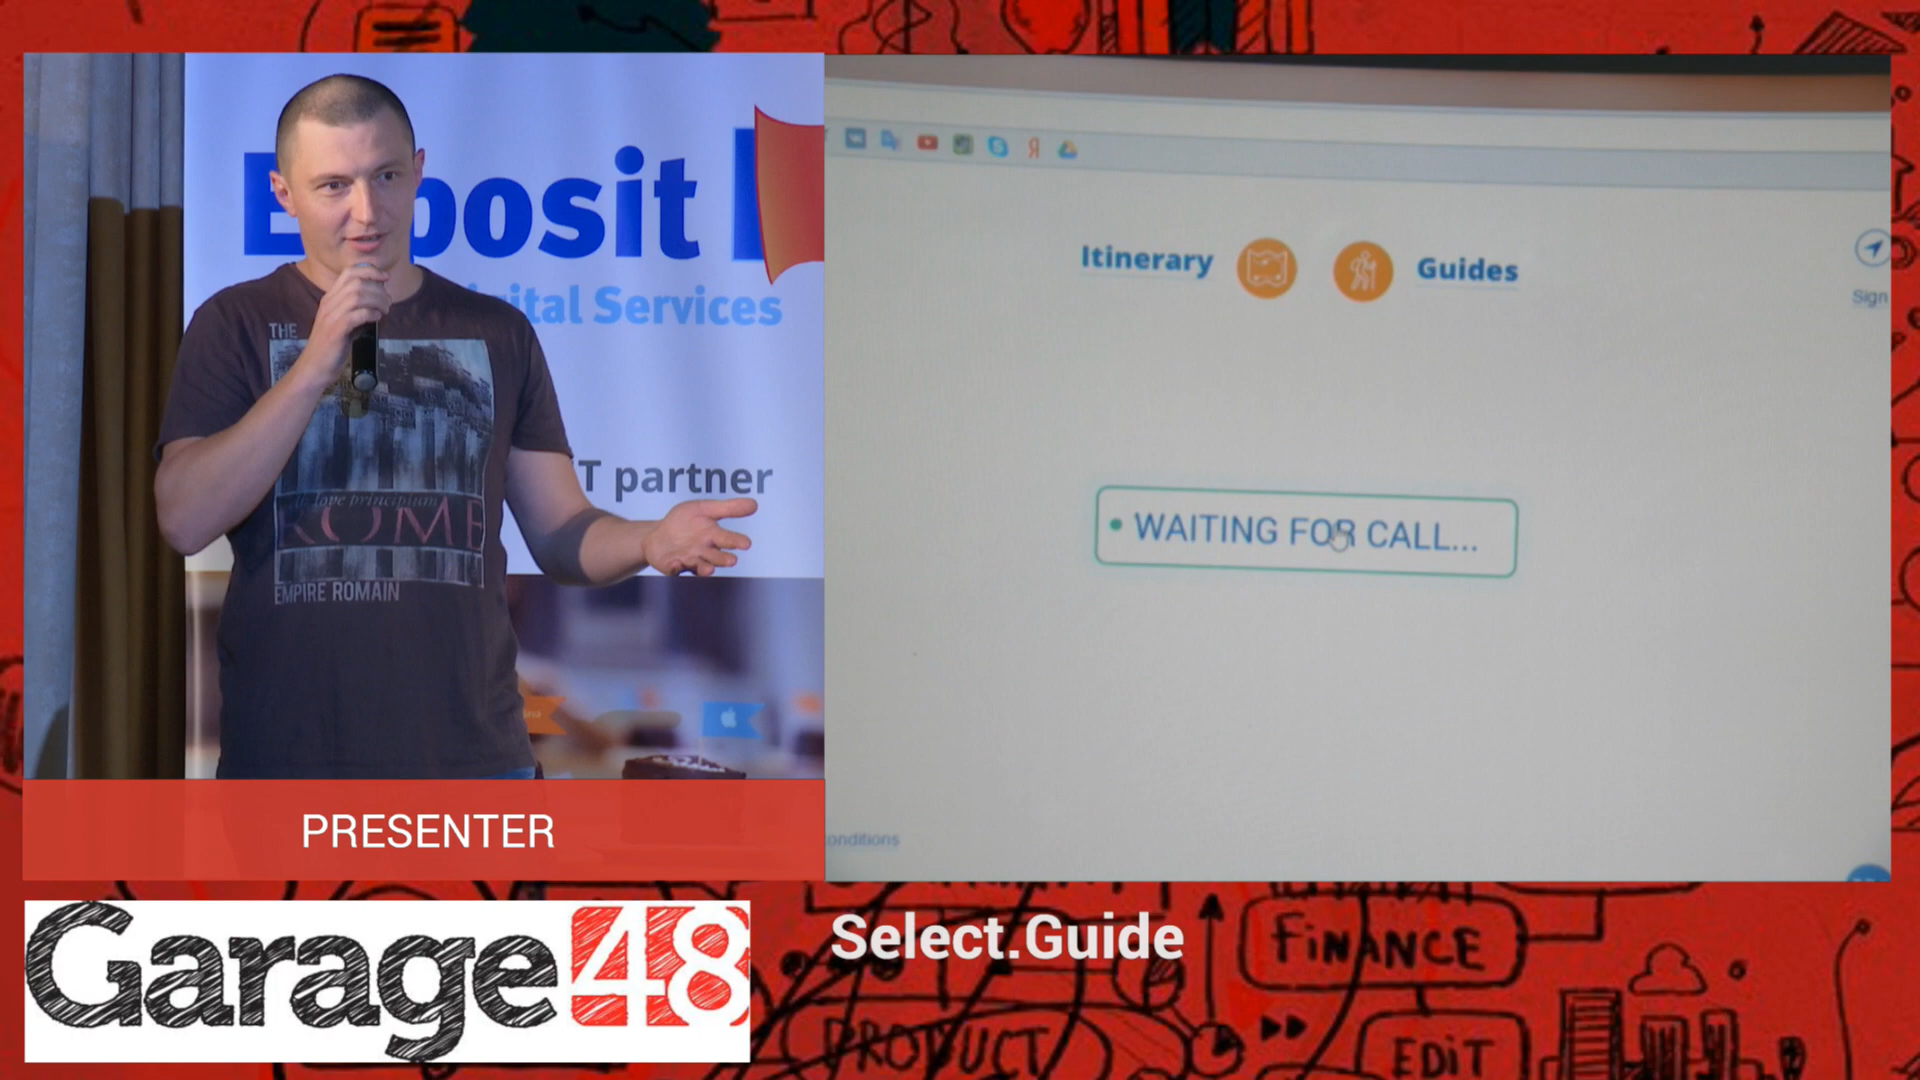 posit
ital Services
T partner
THE
ROME
EMPIRE ROMAIN
Itinerary
Guides
Sign
WAITING FOR CALL...
onditions
PRESENTER
Garage48
Select.Guide
FiNANCE
PRODUCT
EDiT